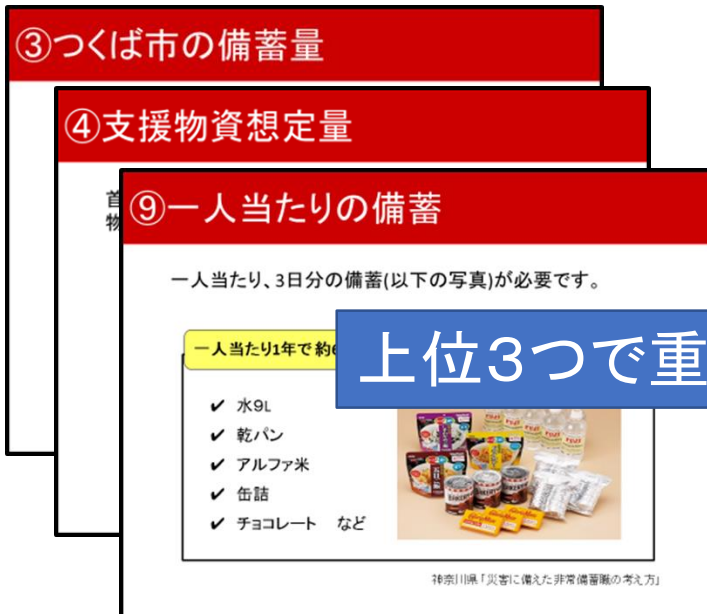 ③つくば市の備蓄量
④支援物資想定量
首
物
⑨一人当たりの備蓄
一人当たり、3日分の備蓄(以下の写真)が必要です。
一人当たり1年で約
上位3つで重
✔ 水9L
✔ 乾パン
✔ アルファ米
✔ 缶詰
✔ チョコレート など
神奈川県「災害に備えた非常備蓄職の考え方」